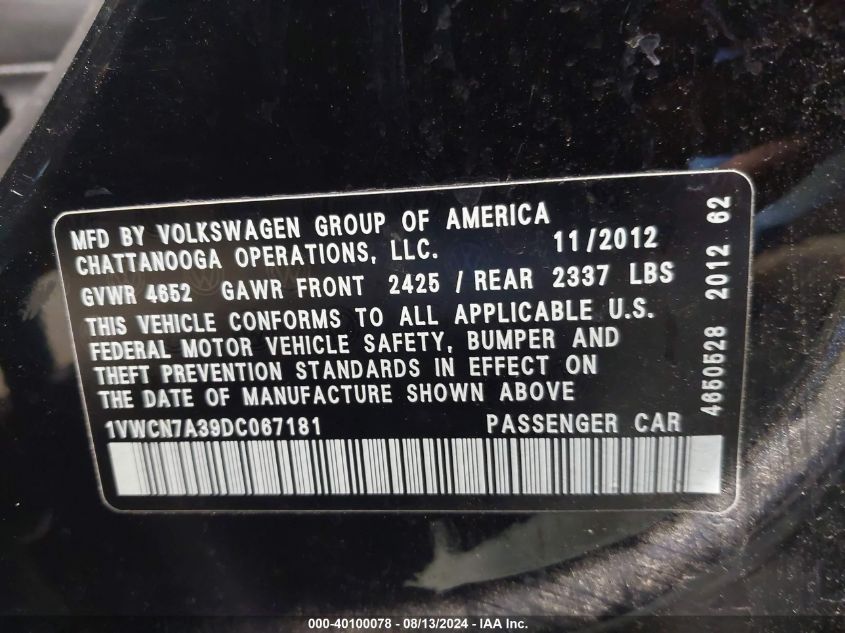 MFD BY VOLKSWAGEN GROUP OF AMERICA
CHATTANOOGA OPERATIONS, LLC. 11/2012
GVWR 4652 GAWR FRONT 2425 / REAR 2337 LBS
THIS VEHICLE CONFORMS TO ALL APPLICABLE U.S.
FEDERAL MOTOR VEHICLE SAFETY, BUMPER AND
THEFT PREVENTION STANDARDS IN EFFECT ON
THE DATE OF MANUFACTURE SHOWN ABOVE
1VWCN7A39DC067181 PASSENGER CAR
4650528 2012 62
000-40100078 - 08/13/2024 - IAA Inc.